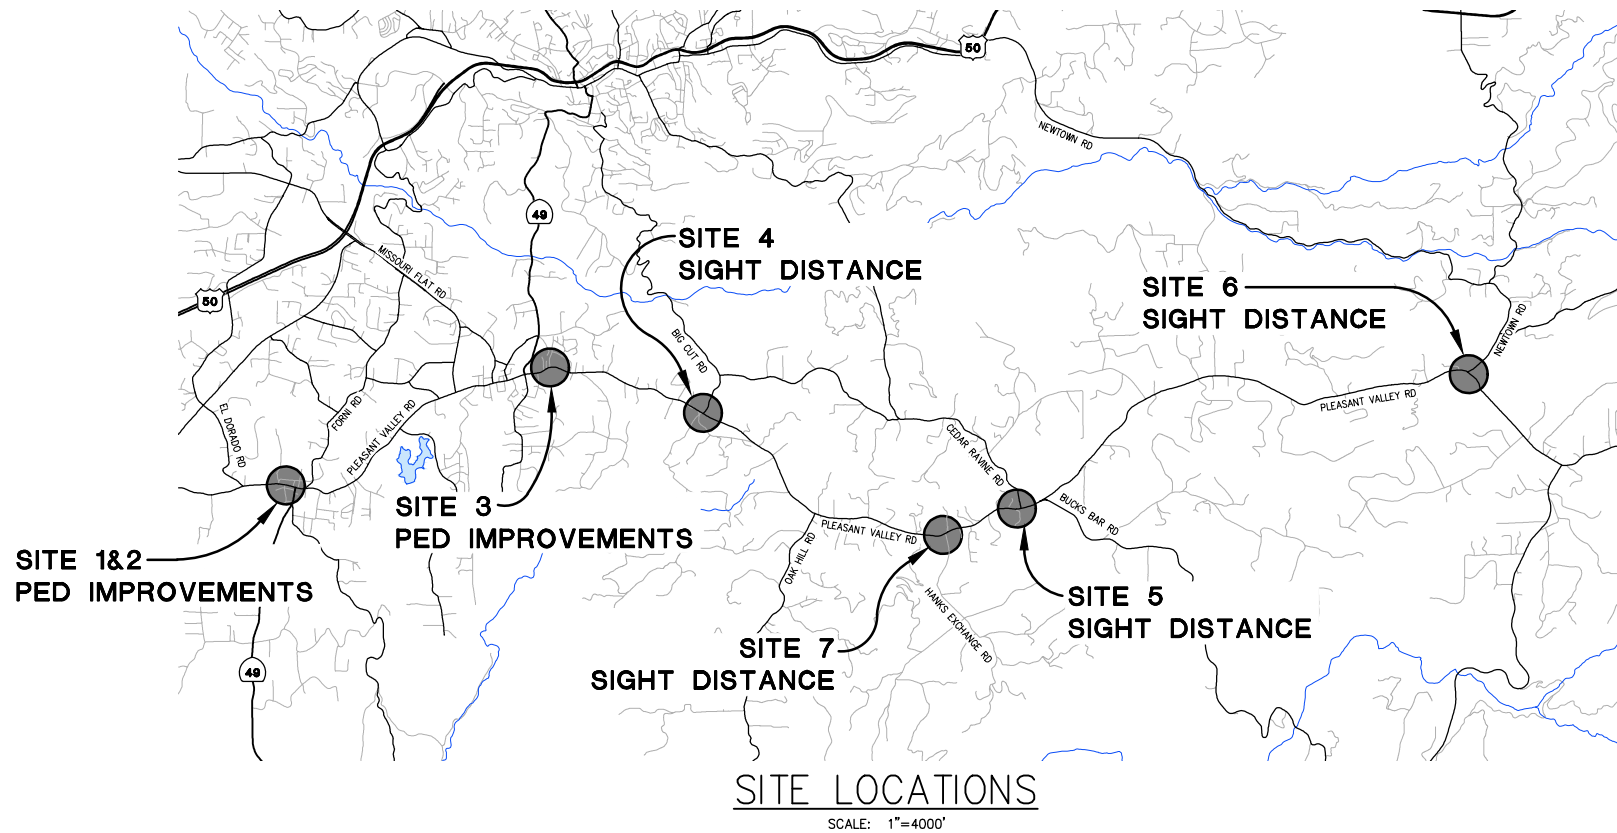 50
NEWTOWN RD
49
SITE 4
SIGHT DISTANCE
MISSOURI FLAT RD
SITE 6
SIGHT DISTANCE
50
NEWTOWN RD
BIG CUT RD
PLEASANT VALLEY RD
EL DORADO RD
FORNI RD
PLEASANT VALLEY RD
CEDAR RAVINE RD
SITE 3
PED IMPROVEMENTS
BUCKS BAR RD
PLEASANT VALLEY RD
OAK HILL RD
SITE 1&2
PED IMPROVEMENTS
HANKS EXCHANGE RD
SITE 5
SIGHT DISTANCE
SITE 7
SIGHT DISTANCE
49
SITE LOCATIONS
SCALE: 1"=4000'